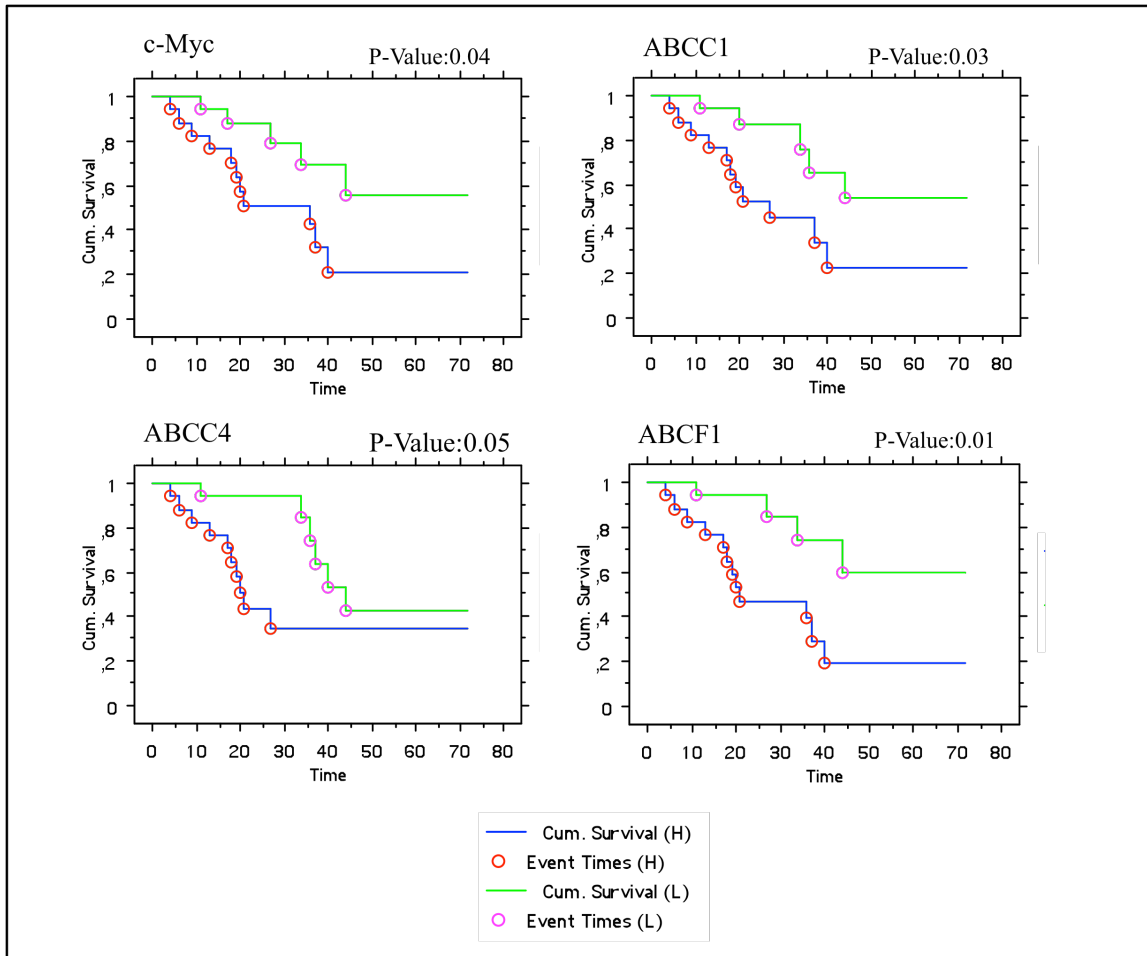 c-Myc
P-Value:0.04
1
,8
,6
,4
,2
0
Cum. Survival
0 10 20 30 40 50 60 70 80
Time
ABCC1
P-Value:0.03
1
,8
,6
,4
,2
0
Cum. Survival
0 10 20 30 40 50 60 70 80
Time
ABCC4
P-Value:0.05
1
,8
,6
,4
,2
0
Cum. Survival
0 10 20 30 40 50 60 70 80
Time
ABCF1
P-Value:0.01
1
,8
,6
,4
,2
0
Cum. Survival
0 10 20 30 40 50 60 70 80
Time
Cum. Survival (H)
Event Times (H)
Cum. Survival (L)
Event Times (L)